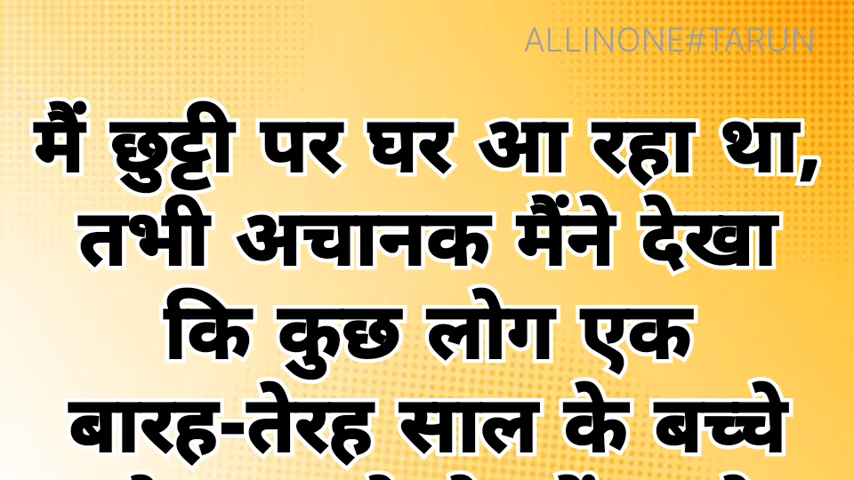 ALLINONE#TARUN
मैं छुट्टी पर घर आ रहा था,
तभी अचानक मैंने देखा
कि कुछ लोग एक
बारह-तेरह साल के बच्चे